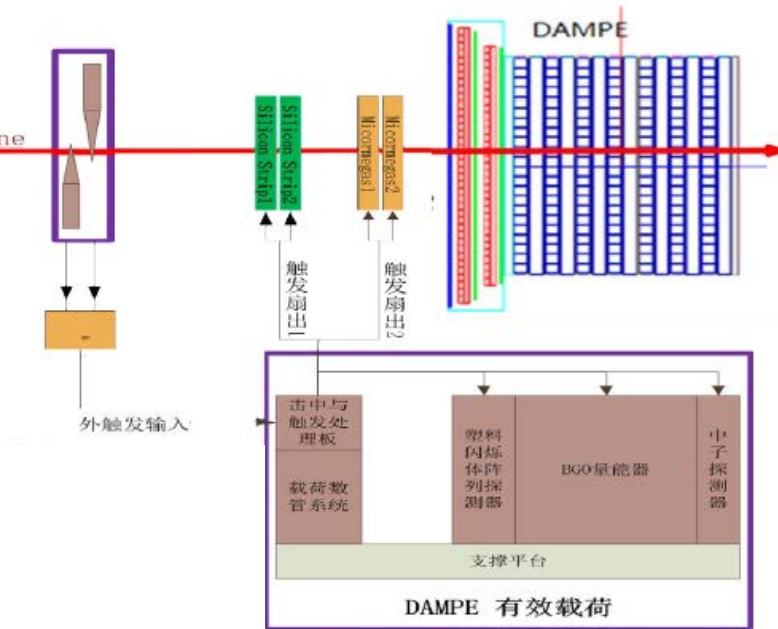 DAMPE
ne
Silicon Strip1
Silicon Strip2
Micormegas1
Micormegas2
触发扇出1
触发扇出2
外触发输入
击中与
触发处
理板
载荷数
管系统
塑料
闪烁
体阵
列探
测器
BGO量能器
中
子
探
测
器
支撑平台
DAMPE 有效载荷